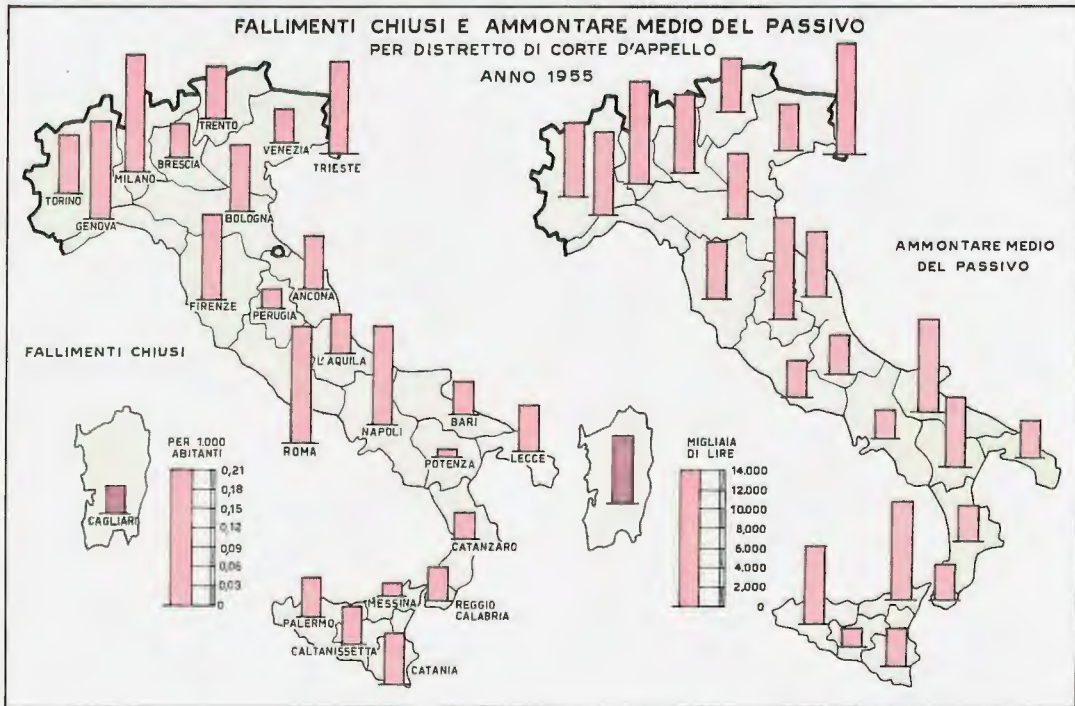 FALLIMENTI CHIUSI E AMMONTARE MEDIO DEL PASSIVO
PER DISTRETTO DI CORTE D'APPELLO
ANNO 1955
TRENTO
VENEZIA
TRIESTE
BRESCIA
MILANO
TORINO
GENOVA
BOLOGNA
FIRENZE
ANCONA
PERUGIA
L'AQUILA
ROMA
NAPOLI
BARI
POTENZA
LECCE
CAGLIARI
CATANZARO
MESSINA
REGGIO
CALABRIA
PALERMO
CALTANISSETTA
CATANIA
FALLIMENTI CHIUSI
PER 1.000
ABITANTI
0,21
0,18
0,15
0,12
0,09
0,06
0,03
0
AMMONTARE MEDIO
DEL PASSIVO
MIGLIAIA
DI LIRE
14.000
12.000
10.000
8,000
6.000
4.000
2,000
0